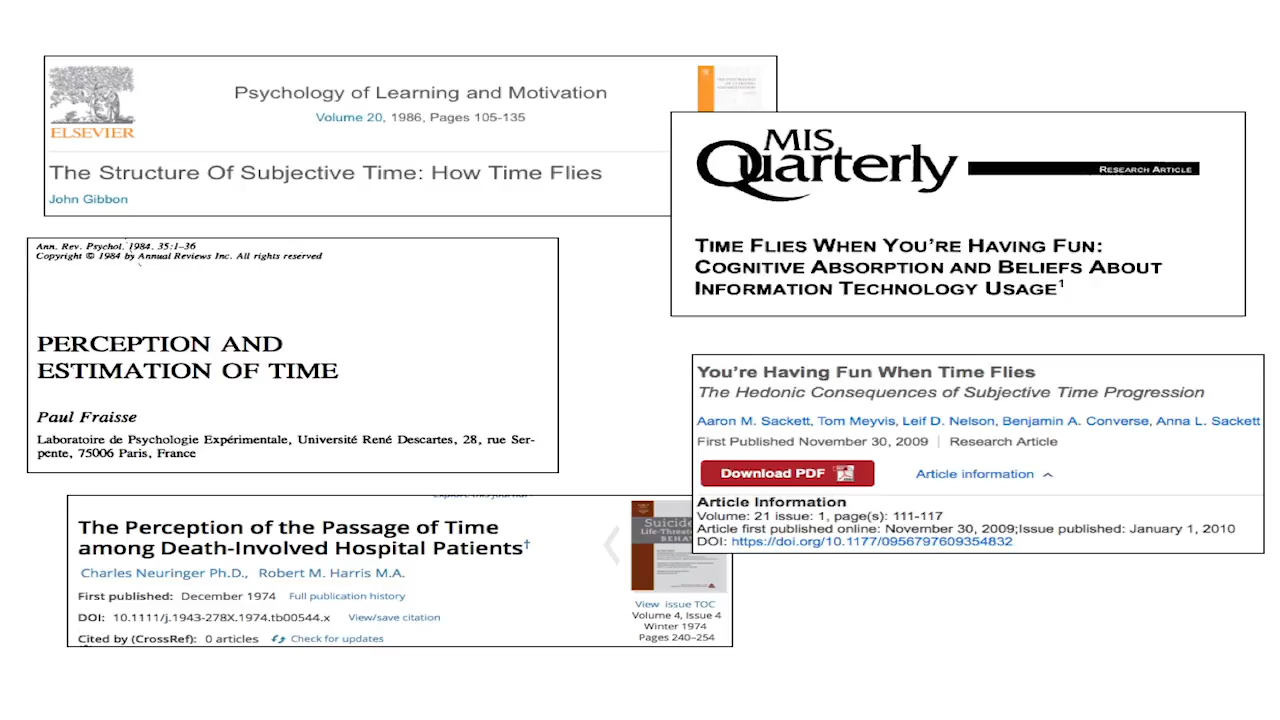 ELSEVIER
Psychology of Learning and Motivation
Volume 20, 1986, Pages 105-135
The Structure Of Subjective Time: How Time Flies
John Gibbon
MIS
Quarterly
RESEARCH ARTICLE
TIME FLIES WHEN YOU'RE HAVING FUN:
COGNITIVE ABSORPTION AND BELIEFS ABOUT
INFORMATION TECHNOLOGY USAGE¹
Ann. Rev. Psychol. 1984. 35:1–36
Copyright © 1984 by Annual Reviews Inc. All rights reserved
PERCEPTION AND
ESTIMATION OF TIME
Paul Fraisse
Laboratoire de Psychologie Expérimentale, Université René Descartes, 28, rue Ser-
pente, 75006 Paris, France
You're Having Fun When Time Flies
The Hedonic Consequences of Subjective Time Progression
Aaron M. Sackett, Tom Meyvis, Leif D. Nelson, Benjamin A. Converse, Anna L. Sackett
First Published November 30, 2009 | Research Article
Download PDF
Article information
Article Information
Volume: 21 issue: 1, page(s): 111-117
Article first published online: November 30, 2009;Issue published: January 1, 2010
DOI: https://doi.org/10.1177/0956797609354832
The Perception of the Passage of Time
among Death-Involved Hospital Patients†
Charles Neuringer Ph.D., Robert M. Harris M.A.
First published: December 1974 Full publication history
DOI: 10.1111/j.1943-278X.1974.tb00544.x View/save citation
Cited by (CrossRef): 0 articles Check for updates
Suicide
Life-Threat
BEHA
View issue TOC
Volume 4, Issue 4
Winter 1974
Pages 240–254